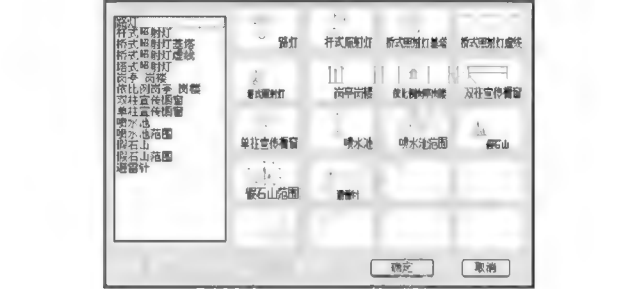 路灯
杆式照射灯
桥式照射灯基塔
桥式照射灯虚线
塔式照射灯
岗亭 岗楼
依比例岗亭 岗楼
双柱宣传橱窗
单柱宣传橱窗
喷水池
喷水池范围
假石山
假石山范围
避雷针
路灯 杆式照射灯 桥式照射灯基塔 桥式照射灯虚线
塔式照射灯 岗亭岗楼 依比例岗亭岗楼 双柱宣传橱窗
单柱宣传橱窗 喷水池 喷水池范围 假石山
假石山范围 避雷针
确定 取消